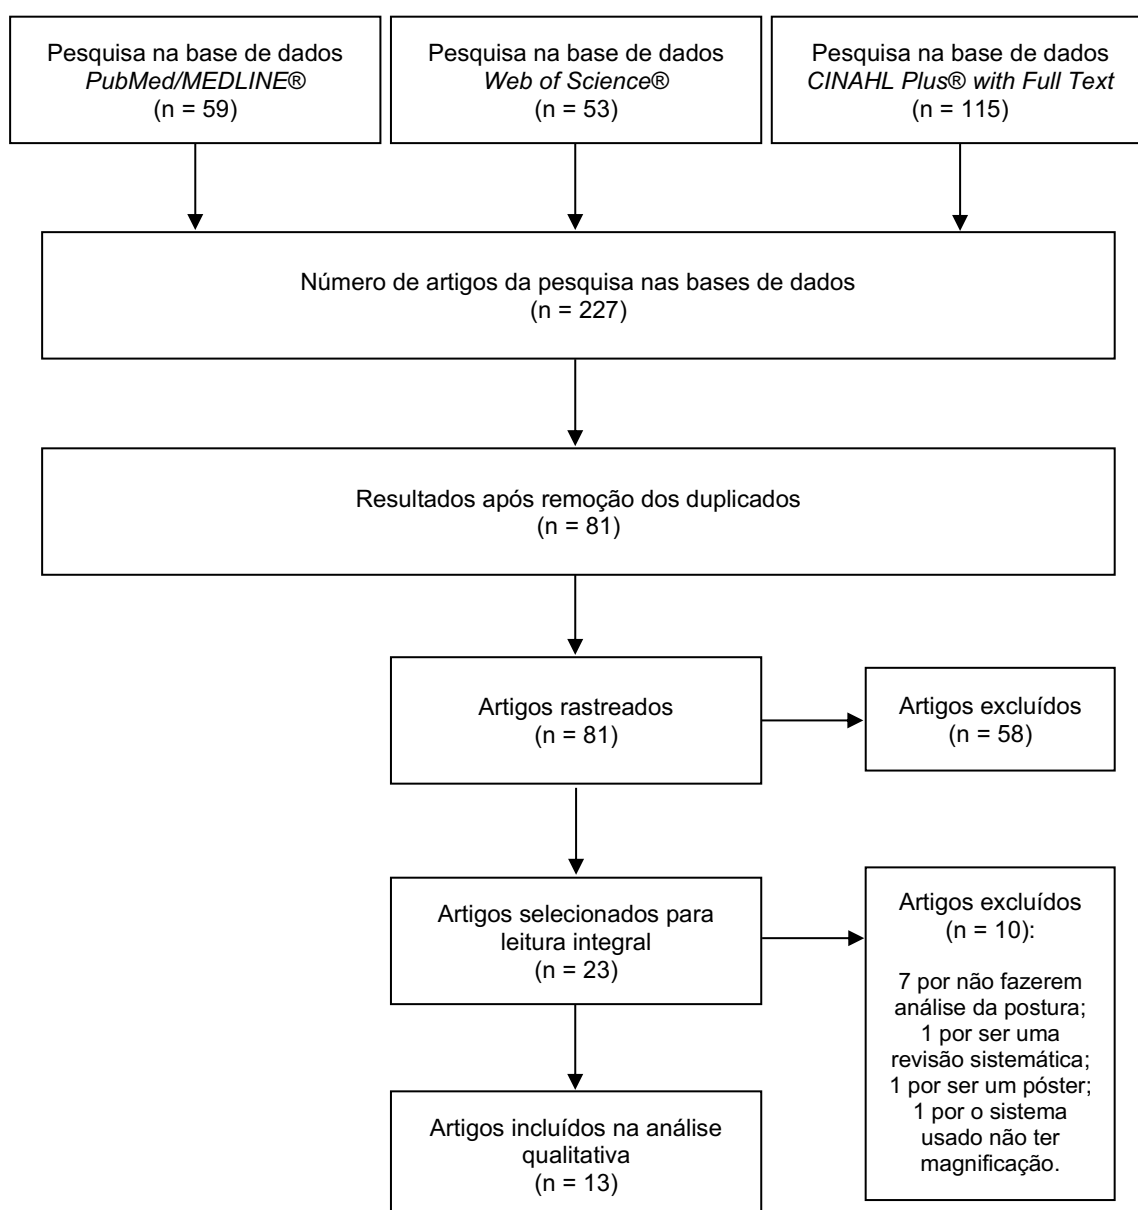 Pesquisa na base de dados
PubMed/MEDLINE®
(n = 59)
Pesquisa na base de dados
Web of Science®
(n = 53)
Pesquisa na base de dados
CINAHL Plus® with Full Text
(n = 115)
Número de artigos da pesquisa nas bases de dados
(n = 227)
Resultados após remoção dos duplicados
(n = 81)
Artigos rastreados
(n = 81)
Artigos excluídos
(n = 58)
Artigos selecionados para
leitura integral
(n = 23)
Artigos excluídos
(n = 10):
7 por não fazerem
análise da postura;
1 por ser uma
revisão sistemática;
1 por ser um póster;
1 por o sistema
usado não ter
magnificação.
Artigos incluídos na análise
qualitativa
(n = 13)